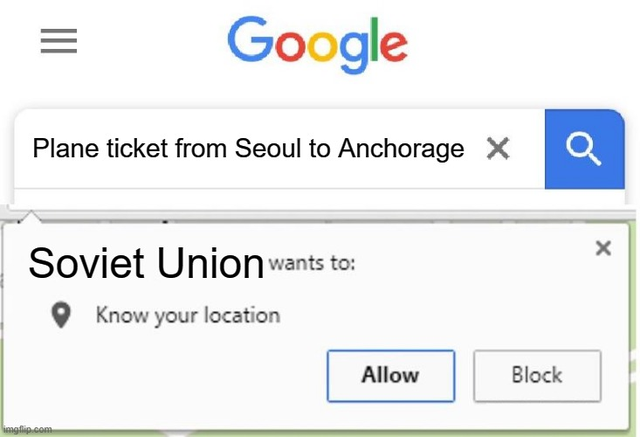 Google
Plane ticket from Seoul to Anchorage
Soviet Union wants to:
Know your location
Allow
Block
imgflip.com